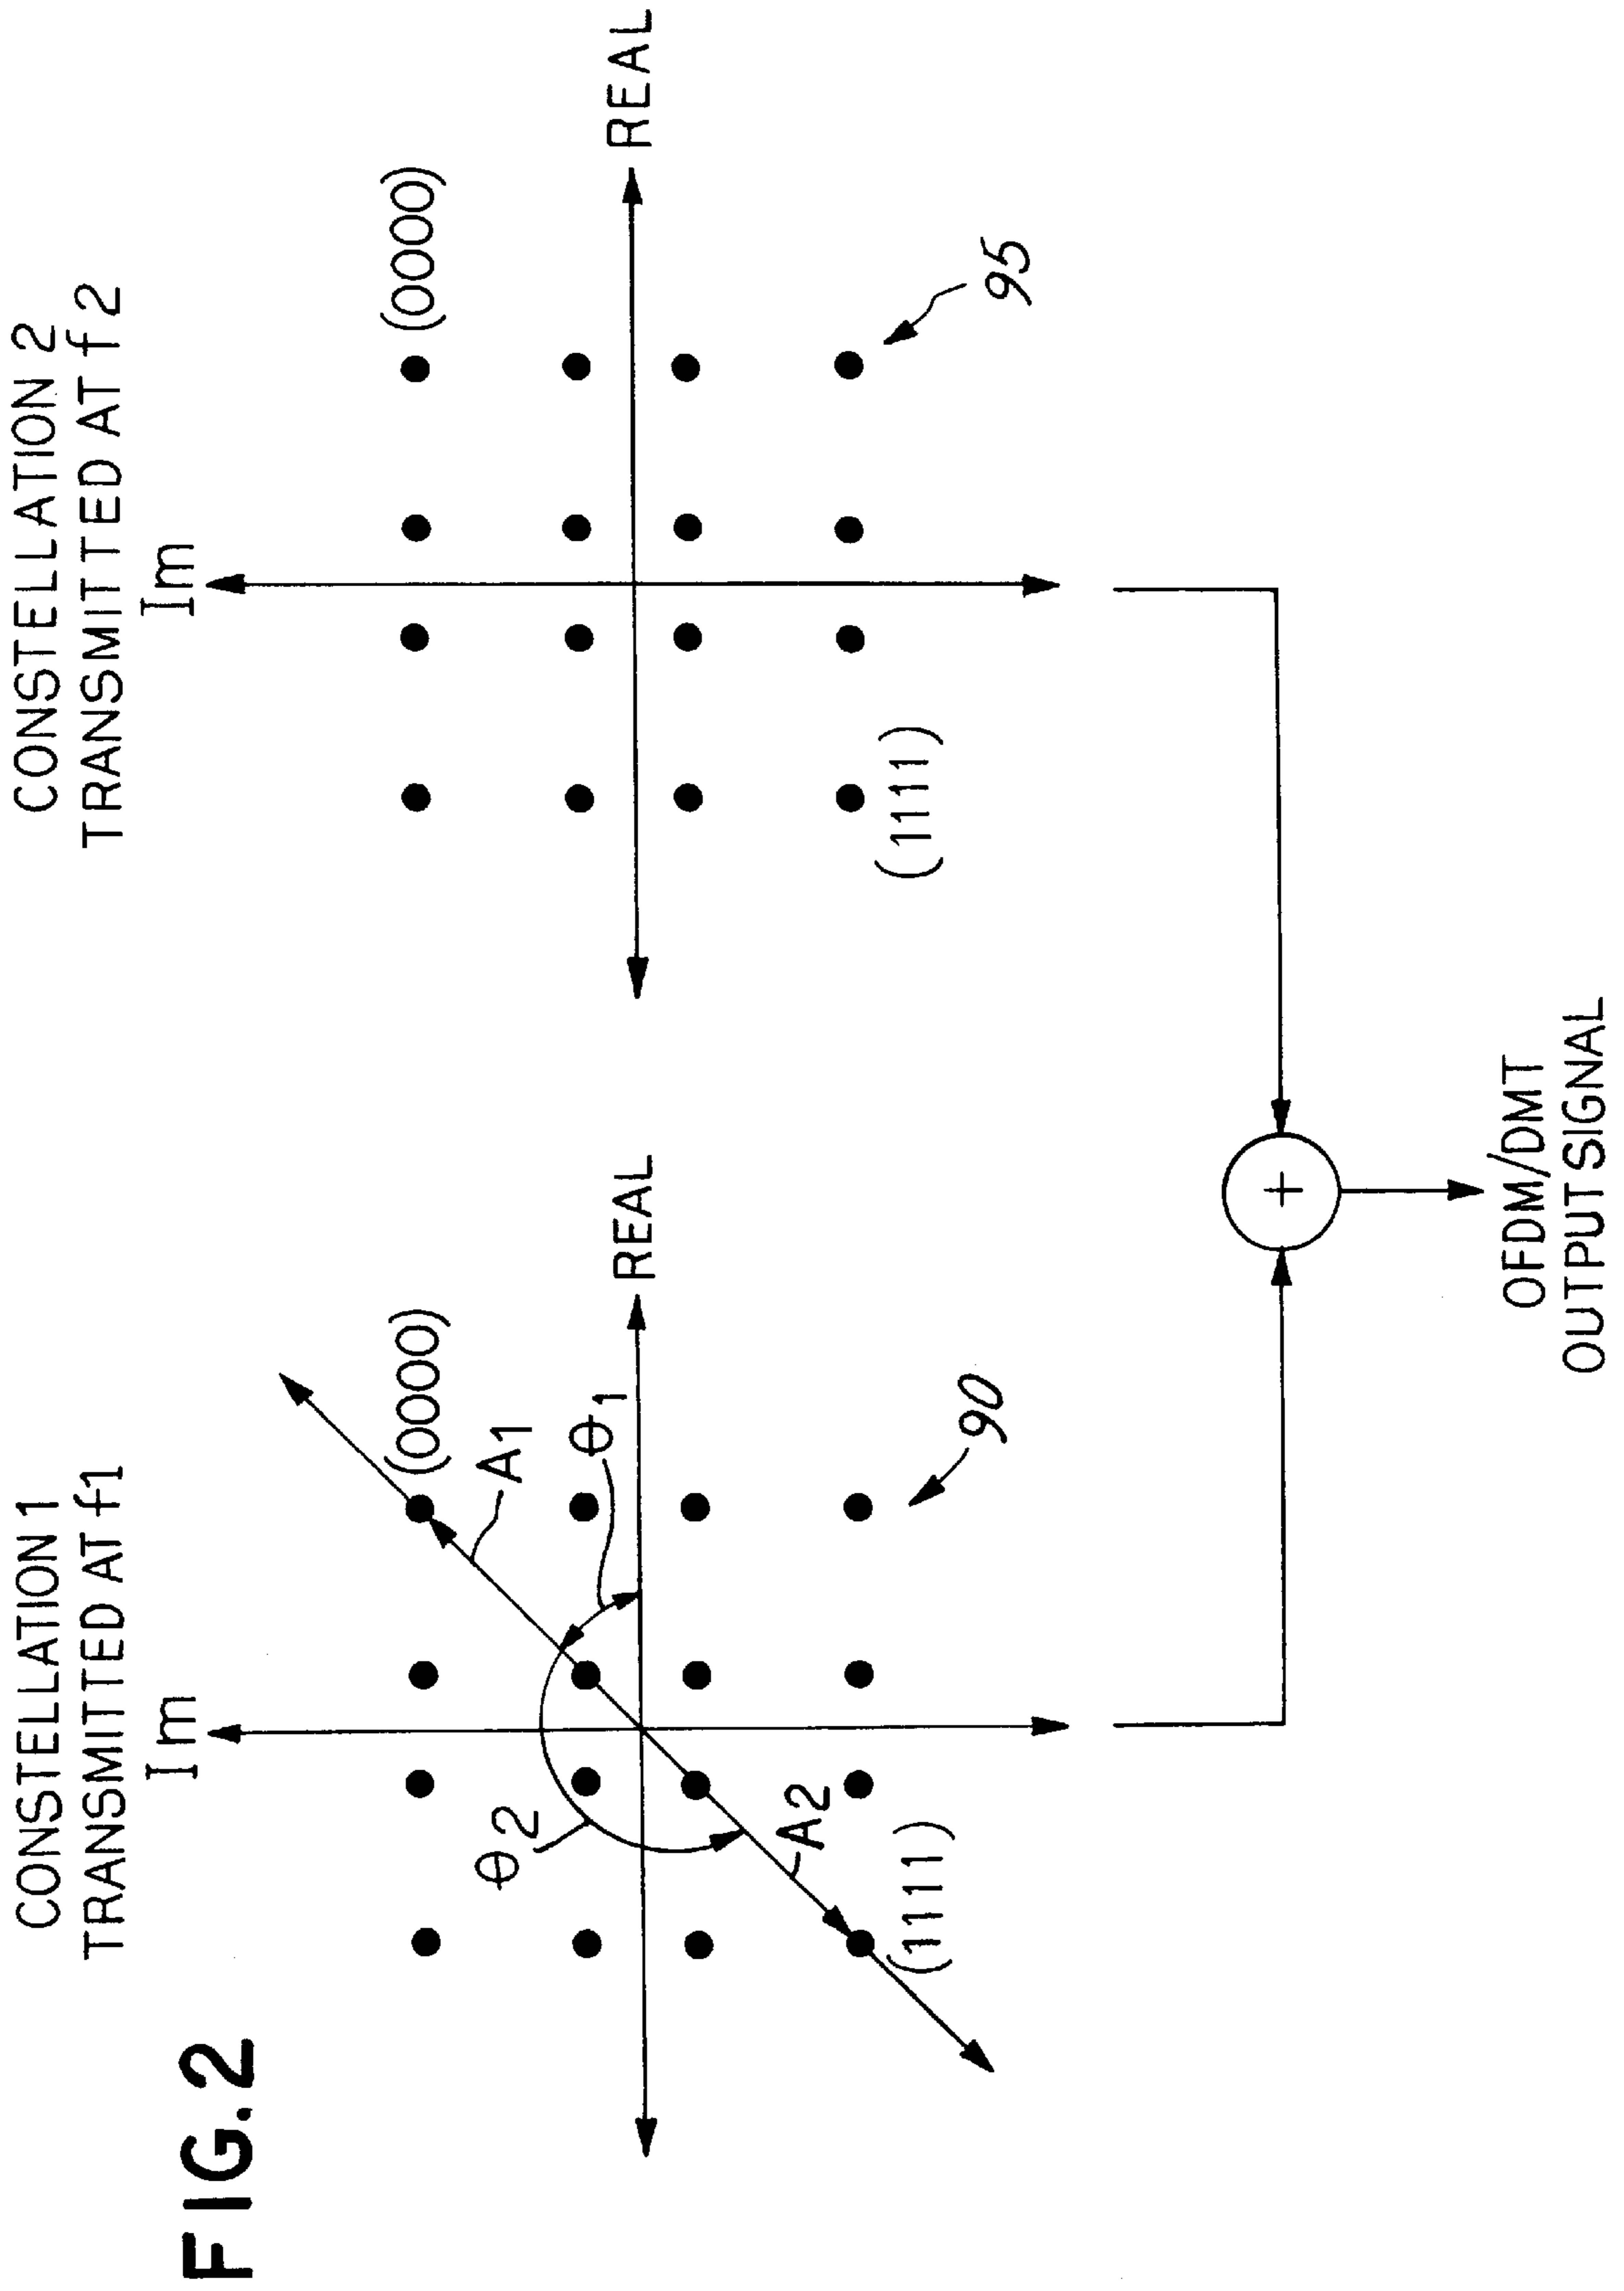 FIG.2
CONSTELLATION 1
TRANSMITTED AT f1
Im
(0000)
A1
θ1
REAL
θ2
A2
(1111)
90
CONSTELLATION 2
TRANSMITTED AT f2
Im
(0000)
REAL
(1111)
95
+
OFDM/DMT
OUTPUT SIGNAL